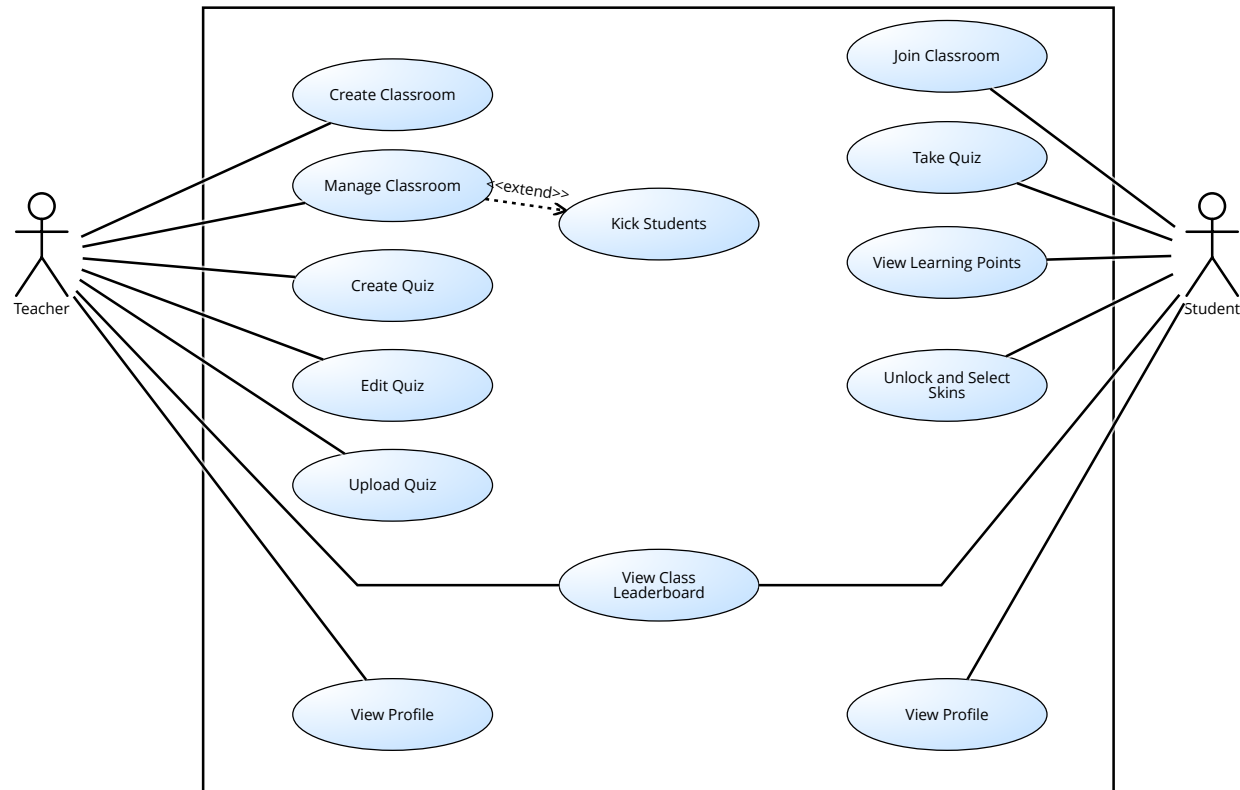 Join Classroom
Create Classroom
Take Quiz
Manage Classroom
<<extend>>
Kick Students
View Learning Points
Create Quiz
Teacher
Student
Edit Quiz
Unlock and Select
Skins
Upload Quiz
View Class
Leaderboard
View Profile
View Profile